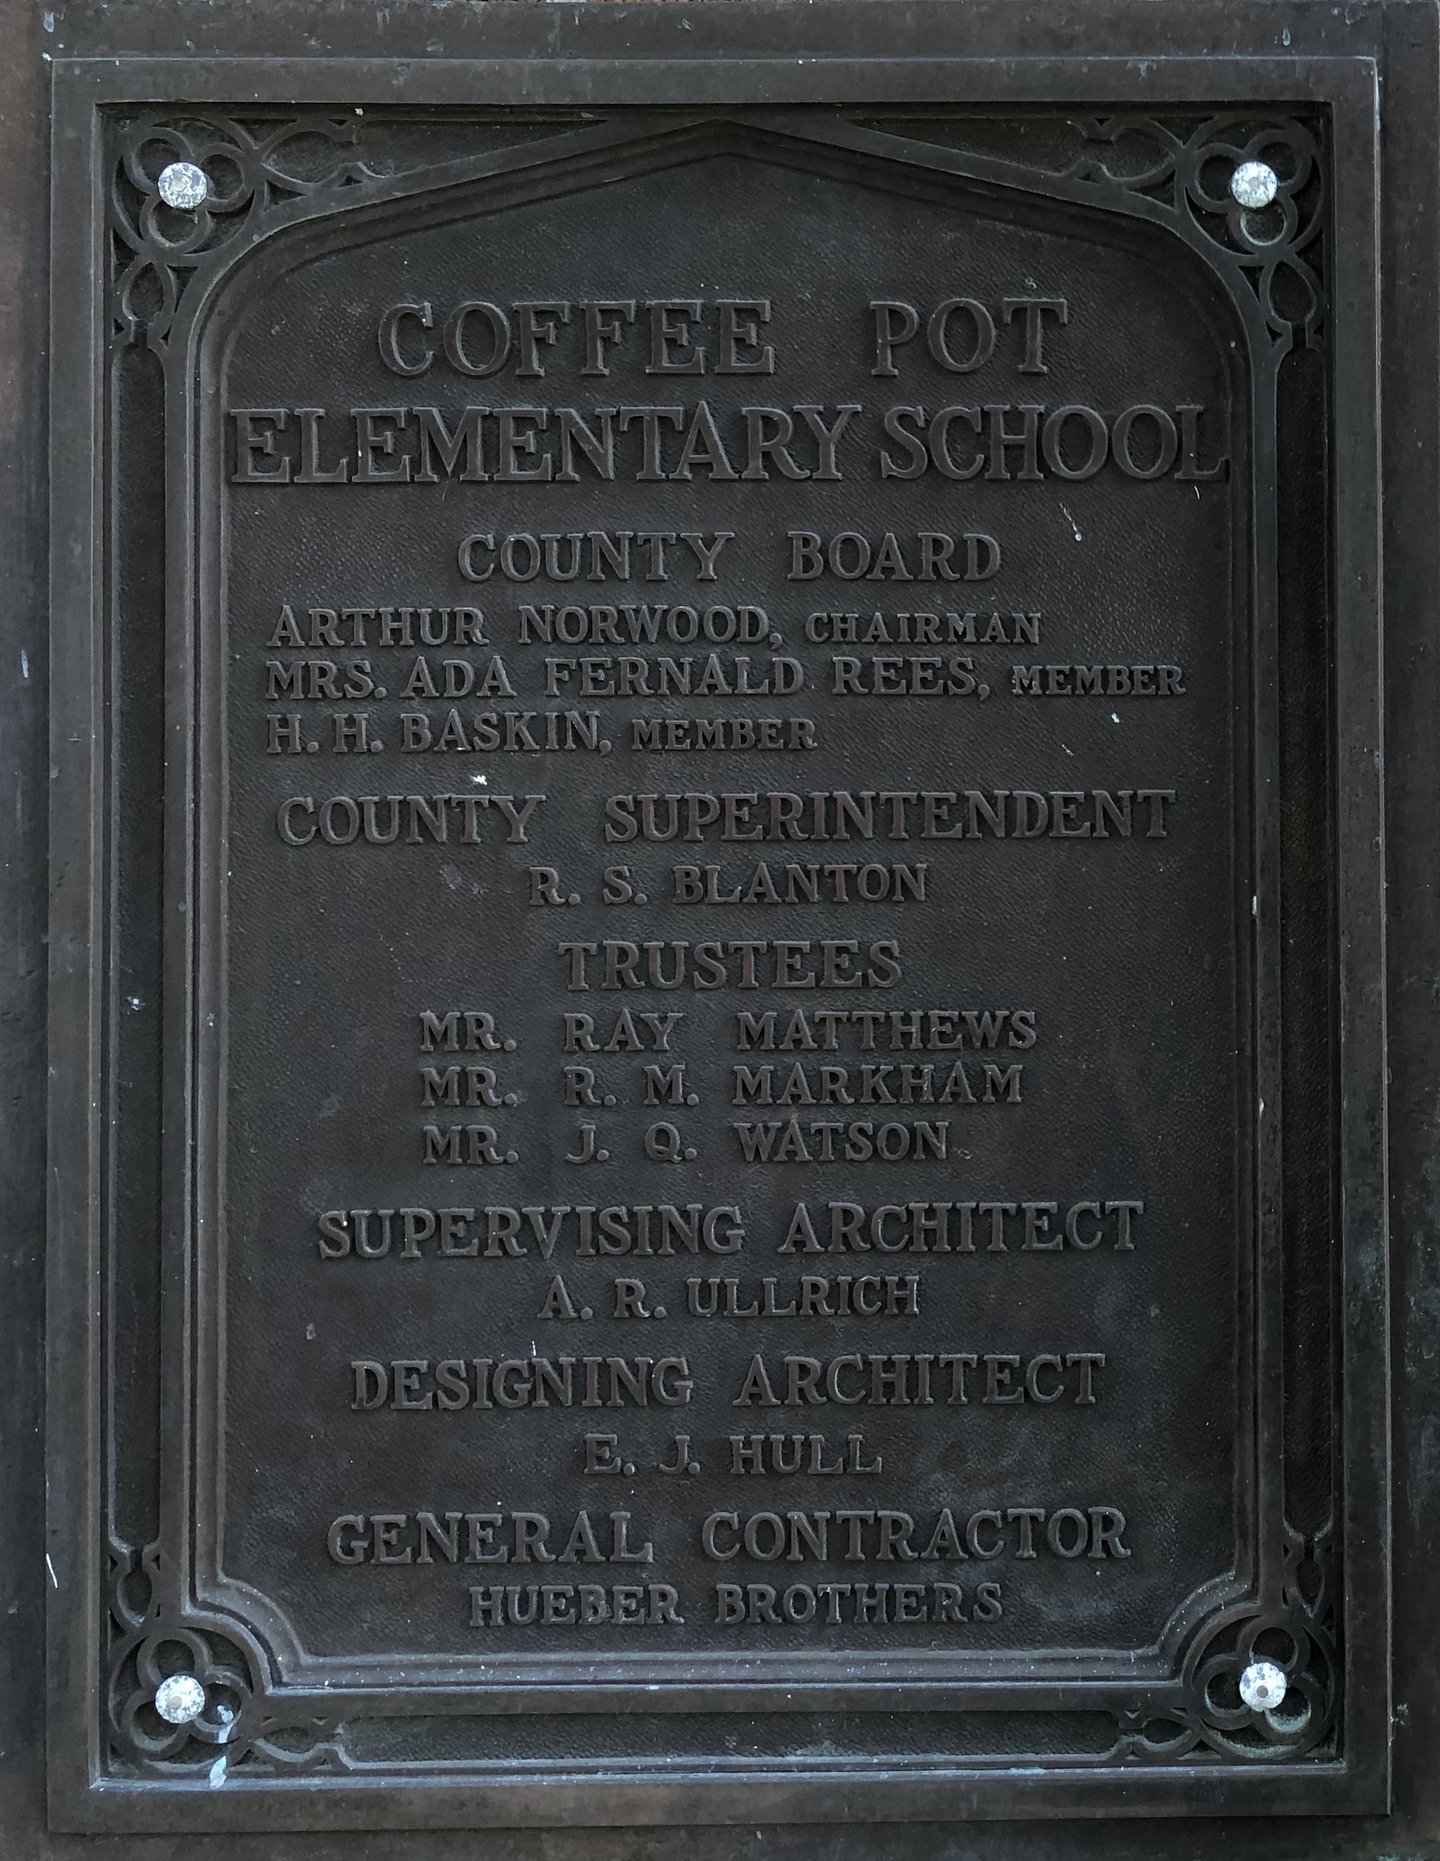 COFFEE POT
ELEMENTARY SCHOOL
COUNTY BOARD
ARTHUR NORWOOD, CHAIRMAN
MRS. ADA FERNALD REES, MEMBER
H. H. BASKIN, MEMBER
COUNTY SUPERINTENDENT
R. S. BLANTON
TRUSTEES
MR. RAY MATTHEWS
MR. R. M. MARKHAM
MR. J. Q. WATSON
SUPERVISING ARCHITECT
A. R. ULLRICH
DESIGNING ARCHITECT
E. J. HULL
GENERAL CONTRACTOR
HUEBER BROTHERS